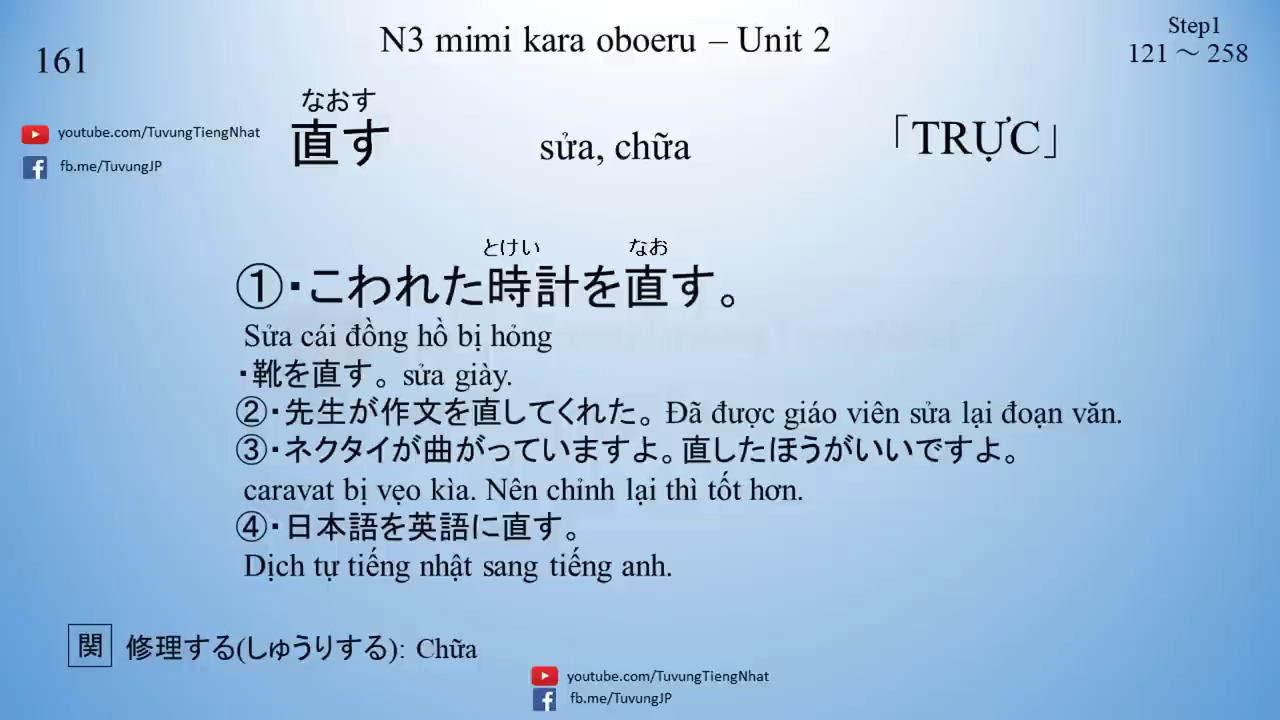 N3 mimi kara oboeru – Unit 2
Step1
121 ～ 258
161
youtube.com/TuvungTiengNhat
fb.me/TuvungJP
なおす
直す
sửa, chữa
「TRỰC」
とけい なお
①・こわれた時計を直す。
Sửa cái đồng hồ bị hỏng
・靴を直す。 sửa giày.
②・先生が作文を直してくれた。 Đã được giáo viên sửa lại đoạn văn.
③・ネクタイが曲がっていますよ。直したほうがいいですよ。
caravat bị vẹo kìa. Nên chỉnh lại thì tốt hơn.
④・日本語を英語に直す。
Dịch tự tiếng nhật sang tiếng anh.
関 修理する(しゅうりする): Chữa
youtube.com/TuvungTiengNhat
fb.me/TuvungJP